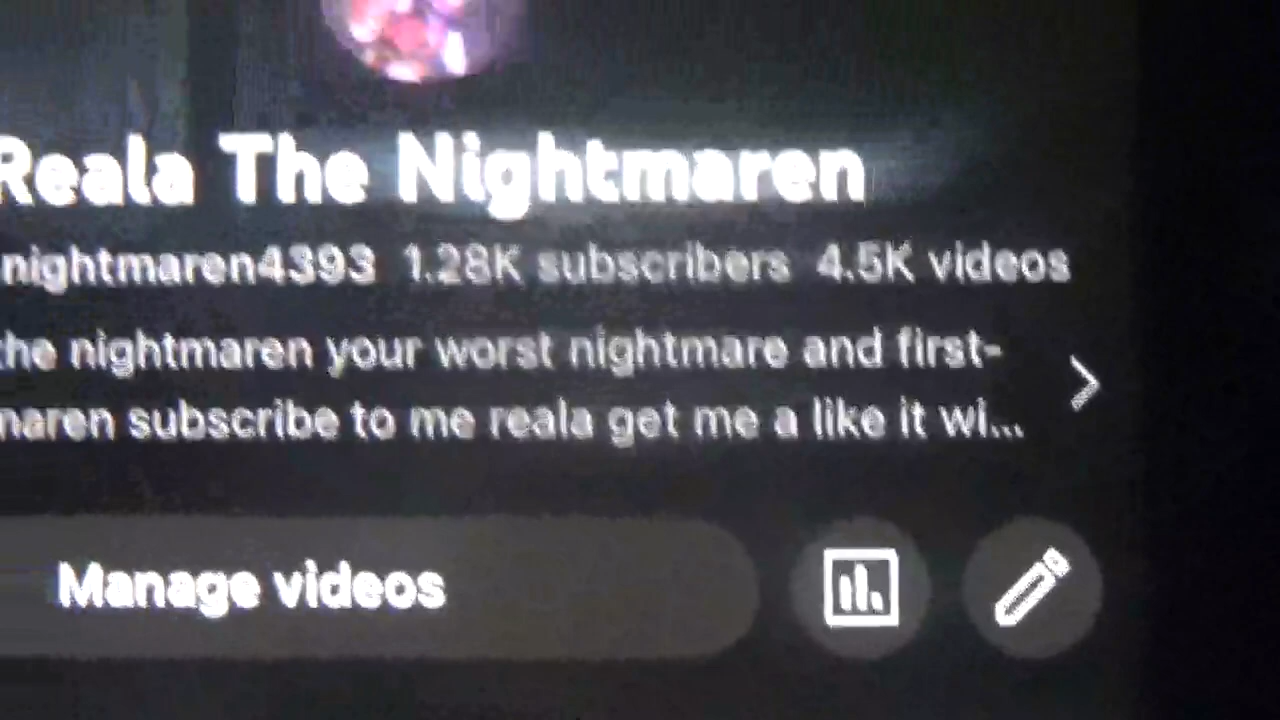 Reala The Nightmaren
nightmaren4393 1.28K subscribers 4.5K videos
the nightmaren your worst nightmare and first-
naren subscribe to me reala get me a like it wi...
Manage videos